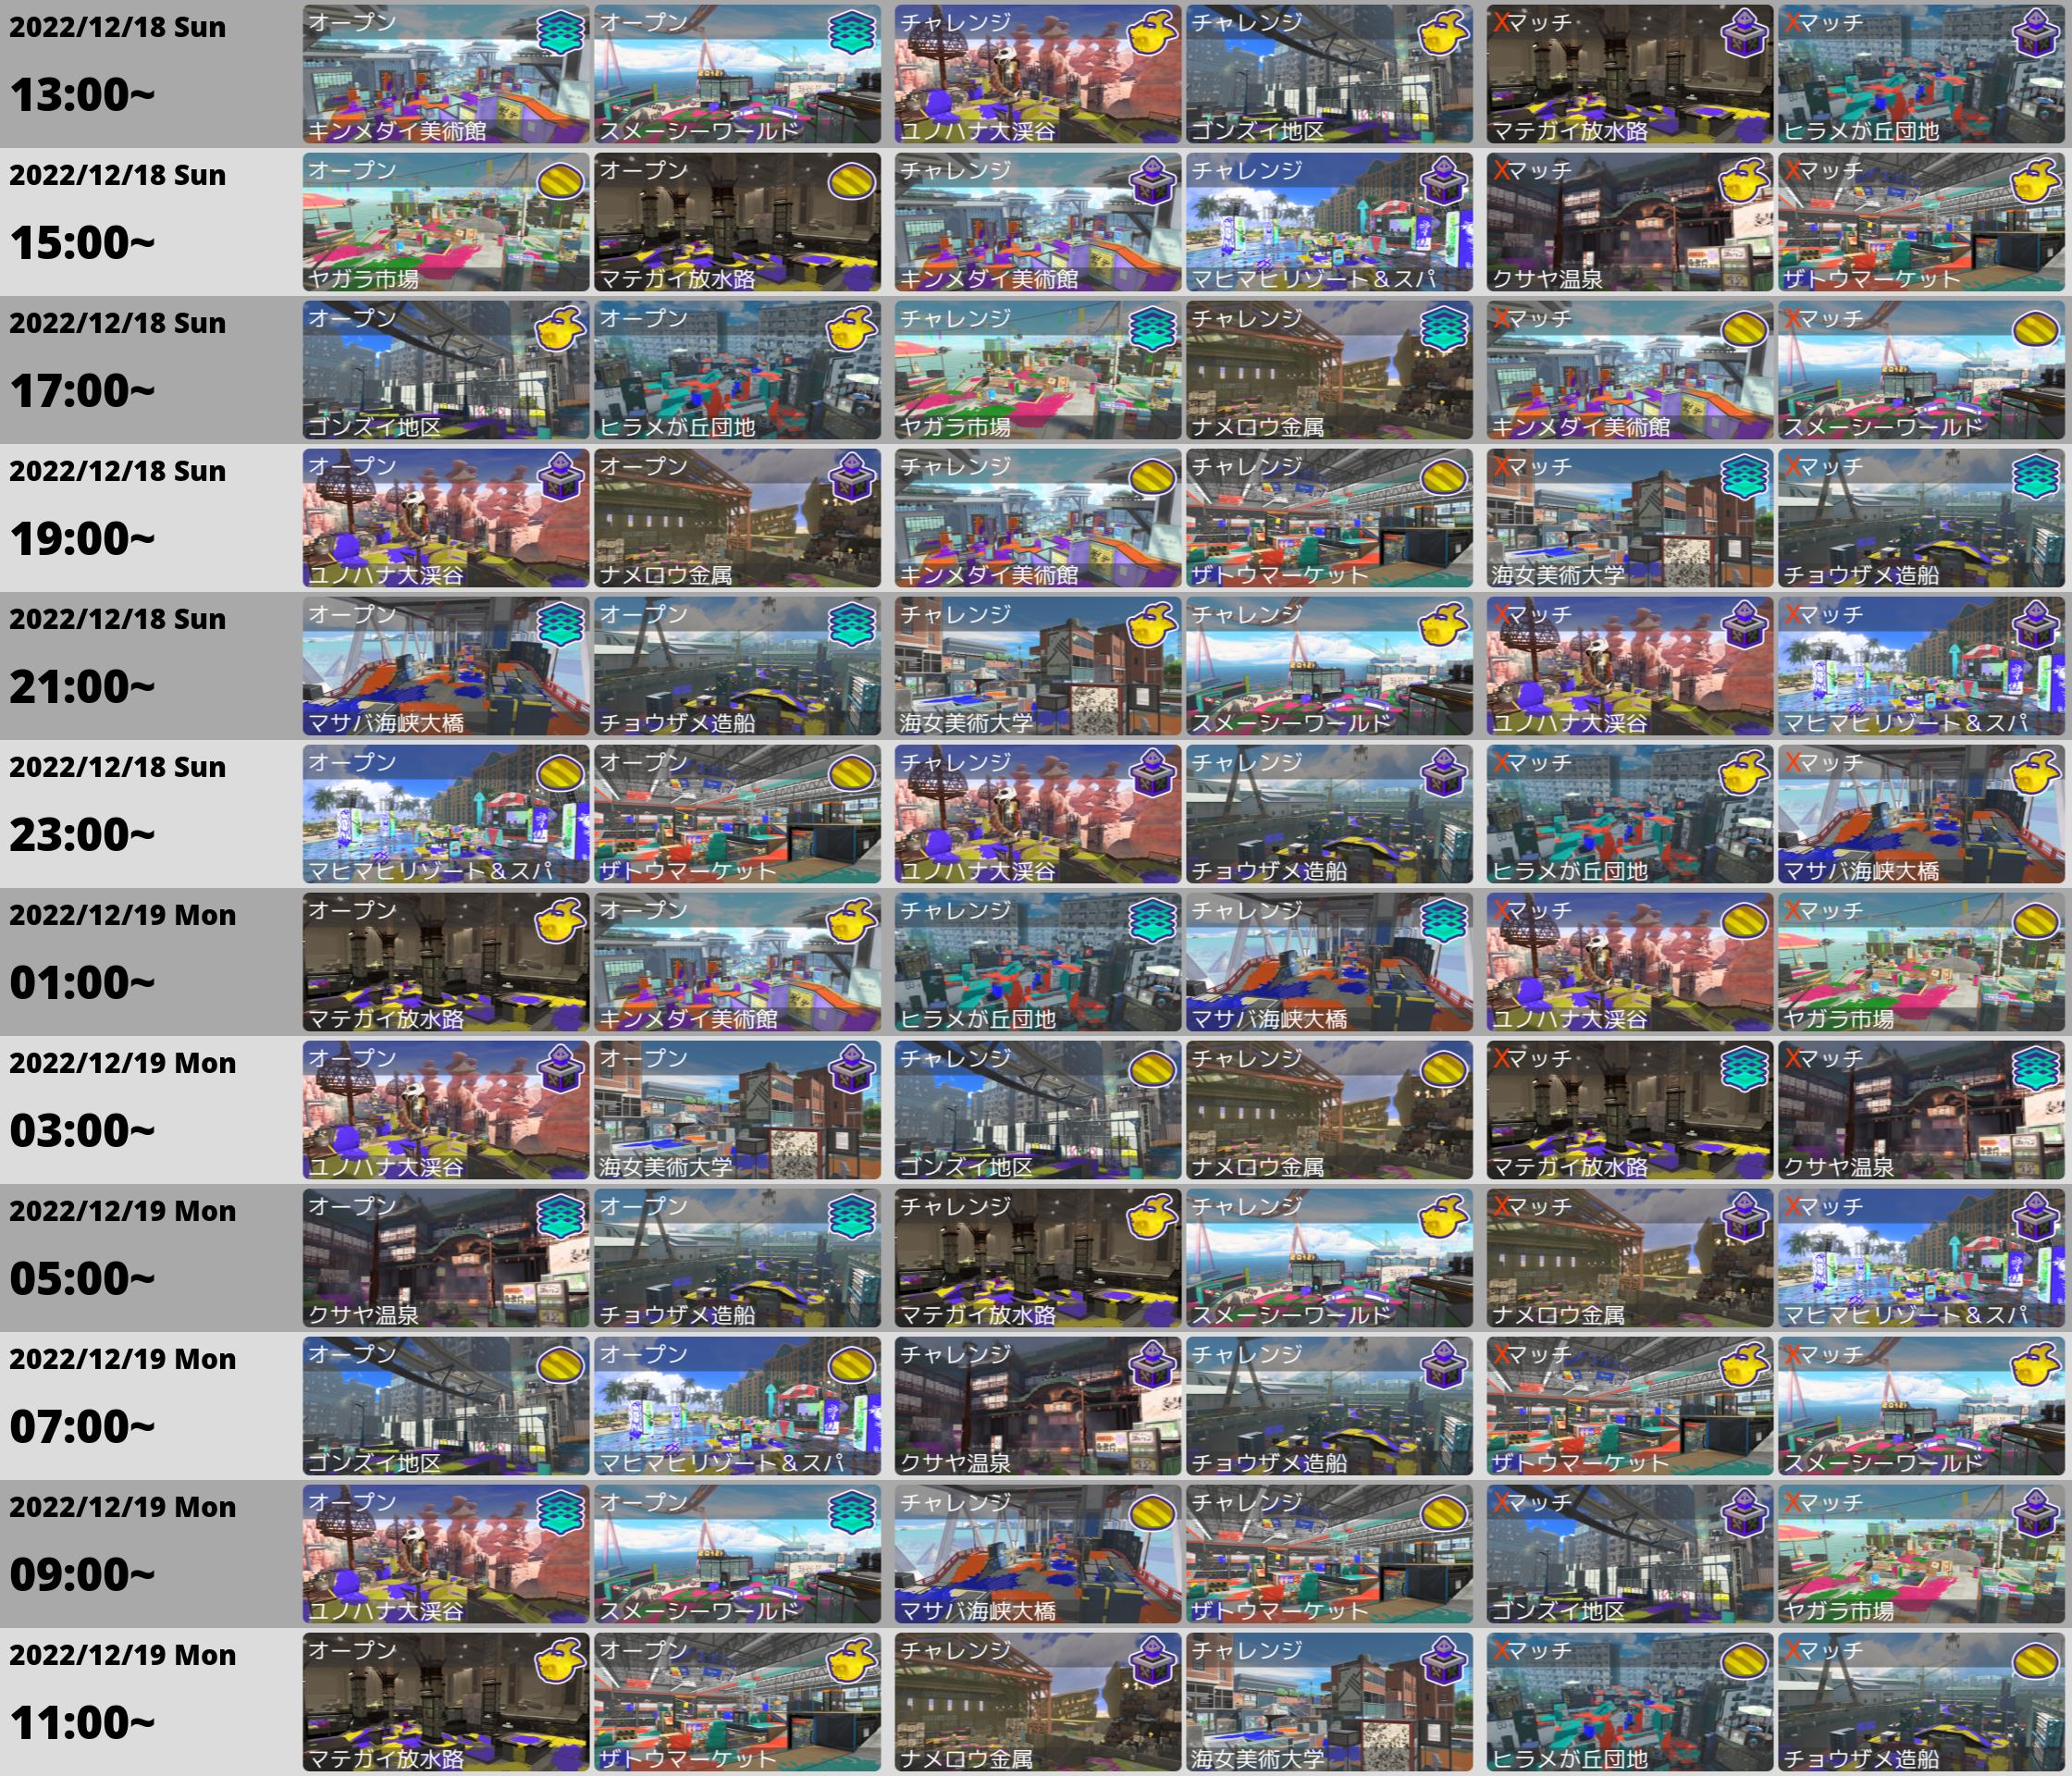 2022/12/18 Sun
13:00~
オープン オープン チャレンジ チャレンジ Xマッチ Xマッチ
キンメダイ美術館 スメーシーワールド ユノハナ大渓谷 ゴンズイ地区 マテガイ放水路 ヒラメが丘団地
2022/12/18 Sun
15:00~
オープン オープン チャレンジ チャレンジ Xマッチ Xマッチ
ヤガラ市場 マテガイ放水路 キンメダイ美術館 マヒマヒリゾート&スパ クサヤ温泉 ザトウマーケット
2022/12/18 Sun
17:00~
オープン オープン チャレンジ チャレンジ Xマッチ Xマッチ
ゴンズイ地区 ヒラメが丘団地 ヤガラ市場 ナメロウ金属 キンメダイ美術館 スメーシーワールド
2022/12/18 Sun
19:00~
オープン オープン チャレンジ チャレンジ Xマッチ Xマッチ
ユノハナ大渓谷 ナメロウ金属 キンメダイ美術館 ザトウマーケット 海女美術大学 チョウザメ造船
2022/12/18 Sun
21:00~
オープン オープン チャレンジ チャレンジ Xマッチ Xマッチ
マサバ海峡大橋 チョウザメ造船 海女美術大学 スメーシーワールド ユノハナ大渓谷 マヒマヒリゾート&スパ
2022/12/18 Sun
23:00~
オープン オープン チャレンジ チャレンジ Xマッチ Xマッチ
マヒマヒリゾート&スパ ザトウマーケット ユノハナ大渓谷 チョウザメ造船 ヒラメが丘団地 マサバ海峡大橋
2022/12/19 Mon
01:00~
オープン オープン チャレンジ チャレンジ Xマッチ Xマッチ
マテガイ放水路 キンメダイ美術館 ヒラメが丘団地 マサバ海峡大橋 ユノハナ大渓谷 ヤガラ市場
2022/12/19 Mon
03:00~
オープン オープン チャレンジ チャレンジ Xマッチ Xマッチ
ユノハナ大渓谷 海女美術大学 ゴンズイ地区 ナメロウ金属 マテガイ放水路 クサヤ温泉
2022/12/19 Mon
05:00~
オープン オープン チャレンジ チャレンジ Xマッチ Xマッチ
クサヤ温泉 チョウザメ造船 マテガイ放水路 スメーシーワールド ナメロウ金属 マヒマヒリゾート&スパ
2022/12/19 Mon
07:00~
オープン オープン チャレンジ チャレンジ Xマッチ Xマッチ
ゴンズイ地区 マヒマヒリゾート&スパ クサヤ温泉 チョウザメ造船 ザトウマーケット スメーシーワールド
2022/12/19 Mon
09:00~
オープン オープン チャレンジ チャレンジ Xマッチ Xマッチ
ユノハナ大渓谷 スメーシーワールド マサバ海峡大橋 ザトウマーケット ゴンズイ地区 ヤガラ市場
2022/12/19 Mon
11:00~
オープン オープン チャレンジ チャレンジ Xマッチ Xマッチ
マテガイ放水路 ザトウマーケット ナメロウ金属 海女美術大学 ヒラメが丘団地 チョウザメ造船